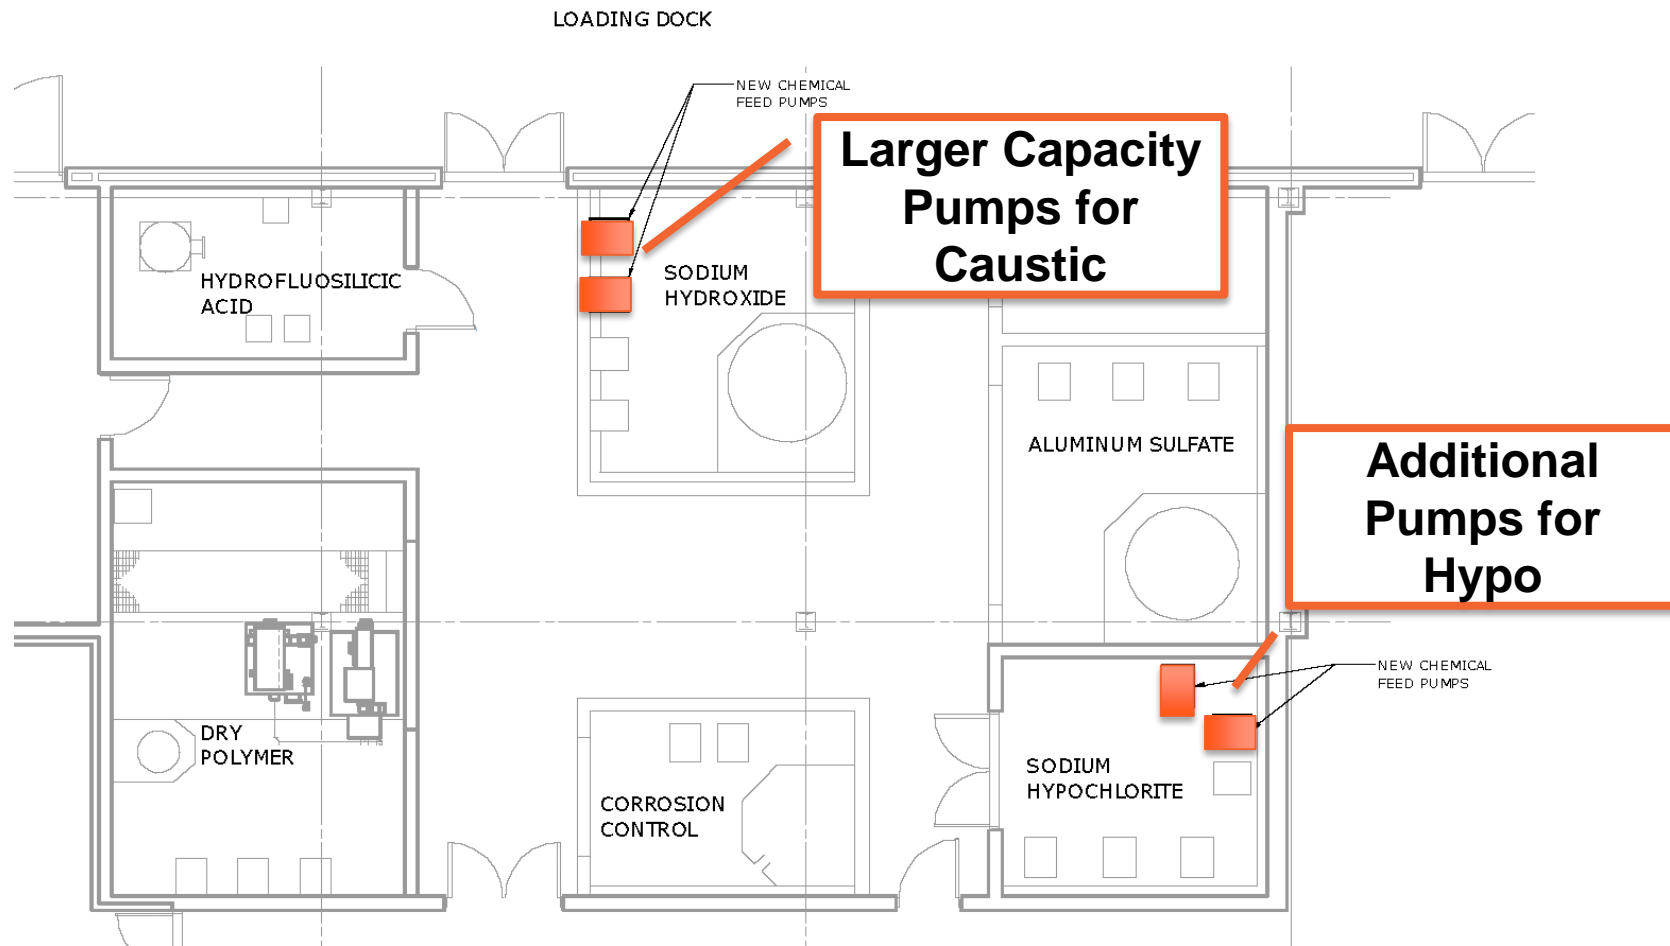 LOADING DOCK
NEW CHEMICAL
FEED PUMPS
Larger Capacity
Pumps for
Caustic
HYDROFLUOSILICIC
ACID
SODIUM
HYDROXIDE
ALUMINUM SULFATE
Additional
Pumps for
Hypo
NEW CHEMICAL
FEED PUMPS
DRY
POLYMER
SODIUM
HYPOCHLORITE
CORROSION
CONTROL